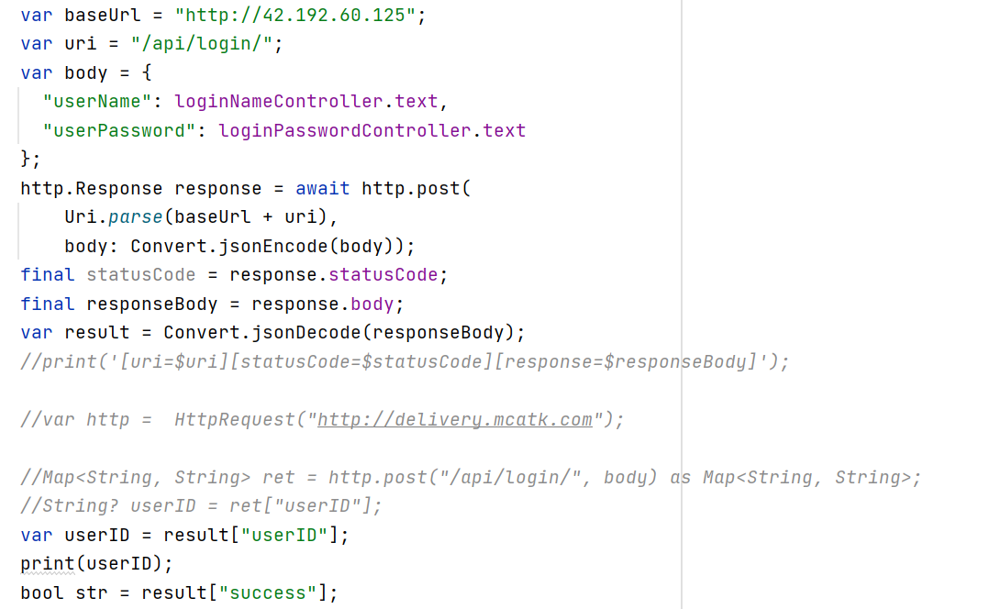 var baseUrl = "http://42.192.60.125";
var uri = "/api/login/";
var body = {
  "userName": loginNameController.text,
  "userPassword": loginPasswordController.text
};
http.Response response = await http.post(
    Uri.parse(baseUrl + uri),
    body: Convert.jsonEncode(body));
final statusCode = response.statusCode;
final responseBody = response.body;
var result = Convert.jsonDecode(responseBody);
//print('[uri=$uri][statusCode=$statusCode][response=$responseBody]');
//var http =  HttpRequest("http://delivery.mcatk.com");
//Map<String, String> ret = http.post("/api/login/", body) as Map<String, String>;
//String? userID = ret["userID"];
var userID = result["userID"];
print(userID);
bool str = result["success"];